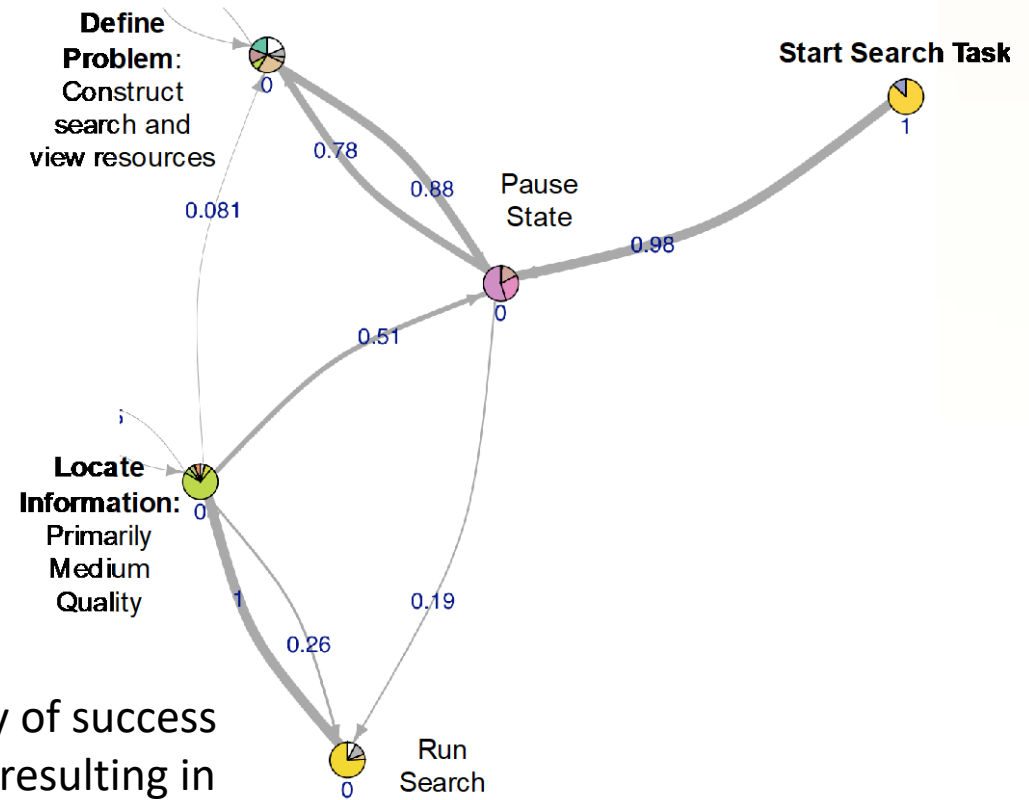 Define
Problem:
Construct
search and
view resources
0
Start Search Task
1
0.78
0.88
Pause
State
0.081
0.98
0
0.51
Locate
Information:
Primarily
Medium
Quality
0
1
0.26
0.19
y of success
resulting in
Run
Search
0